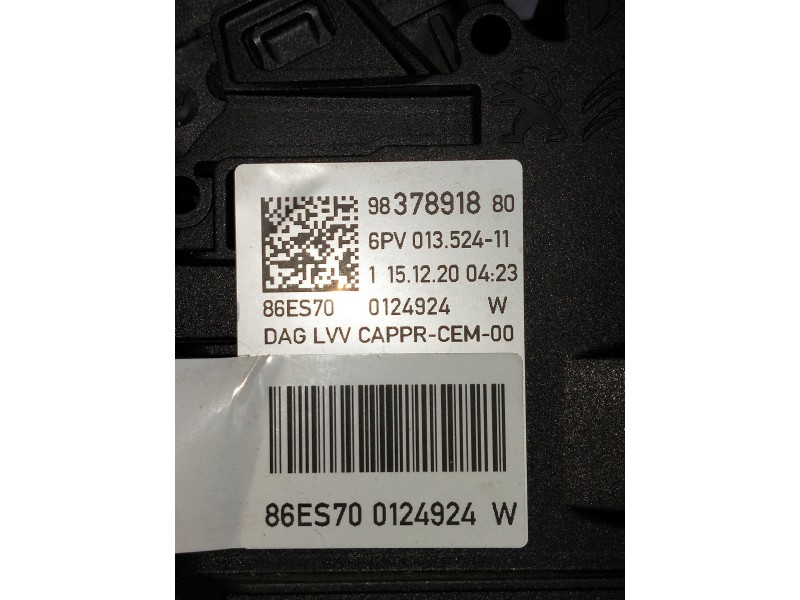 98 378918 80
6PV 013.524-11
1 15.12.20 04:23
86ES70 0124924 W
DAG LVV CAPPR-CEM-00
86ES70 0124924 W